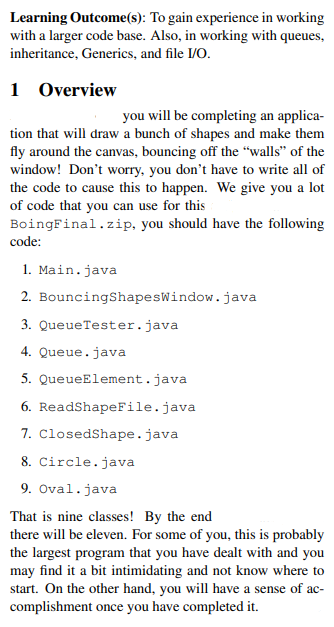 Learning Outcome(s): To gain experience in working
with a larger code base. Also, in working with queues,
inheritance, Generics, and file I/O.
1 Overview
you will be completing an applica-
tion that will draw a bunch of shapes and make them
fly around the canvas, bouncing off the “walls” of the
window! Don’t worry, you don’t have to write all of
the code to cause this to happen. We give you a lot
of code that you can use for this
BoingFinal.zip, you should have the following
code:
1. Main.java
2. BouncingShapesWindow.java
3. QueueTester.java
4. Queue.java
5. QueueElement.java
6. ReadShapeFile.java
7. ClosedShape.java
8. Circle.java
9. Oval.java
That is nine classes! By the end
there will be eleven. For some of you, this is probably
the largest program that you have dealt with and you
may find it a bit intimidating and not know where to
start. On the other hand, you will have a sense of ac-
complishment once you have completed it.